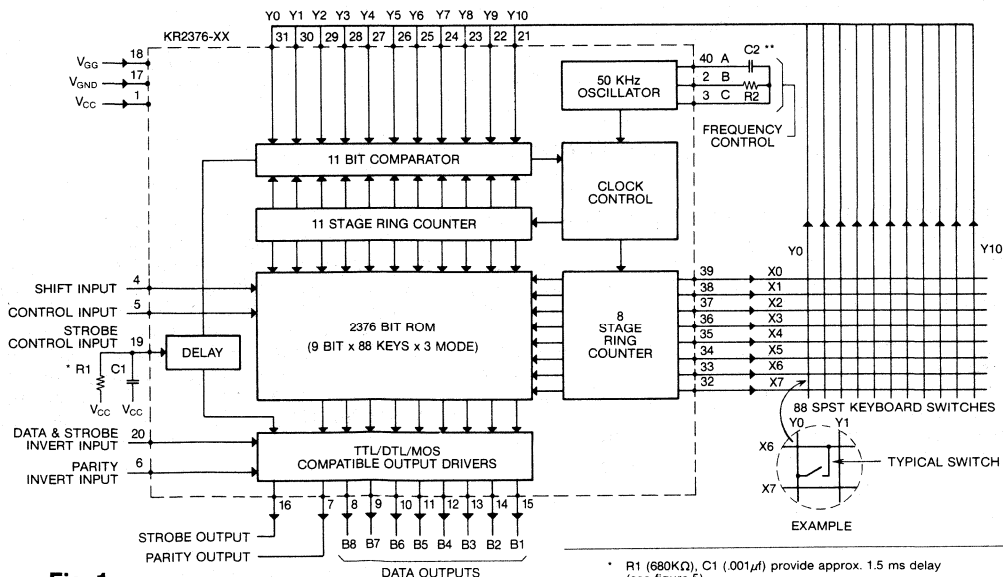 Y0 Y1 Y2 Y3 Y4 Y5 Y6 Y7 Y8 Y9 Y10
KR2376-XX
31 30 29 28 27 26 25 24 23 22 21
VGG 18
VGND 17
VCC 1
50 KHz
OSCILLATOR
40 A C2 **
2 B
R2
3 C
FREQUENCY
CONTROL
11 BIT COMPARATOR
CLOCK
CONTROL
11 STAGE RING COUNTER
Y0 Y10
SHIFT INPUT 4
CONTROL INPUT 5
STROBE
CONTROL INPUT 19
DELAY
* R1 C1
VCC VCC
2376 BIT ROM
(9 BIT x 88 KEYS x 3 MODE)
8
STAGE
RING
COUNTER
39 X0
38 X1
37 X2
36 X3
35 X4
34 X5
33 X6
32 X7
88 SPST KEYBOARD SWITCHES
Y0 Y1
X6
X7
TYPICAL SWITCH
EXAMPLE
DATA & STROBE
INVERT INPUT 20
PARITY
INVERT INPUT 6
TTL/DTL/MOS
COMPATIBLE OUTPUT DRIVERS
16 7 8 9 10 11 12 13 14 15
STROBE OUTPUT
PARITY OUTPUT
B8 B7 B6 B5 B4 B3 B2 B1
DATA OUTPUTS
* R1 (680KΩ), C1 (.001µf) provide approx. 1.5 ms delay
(see figure 5)
Fig. 1